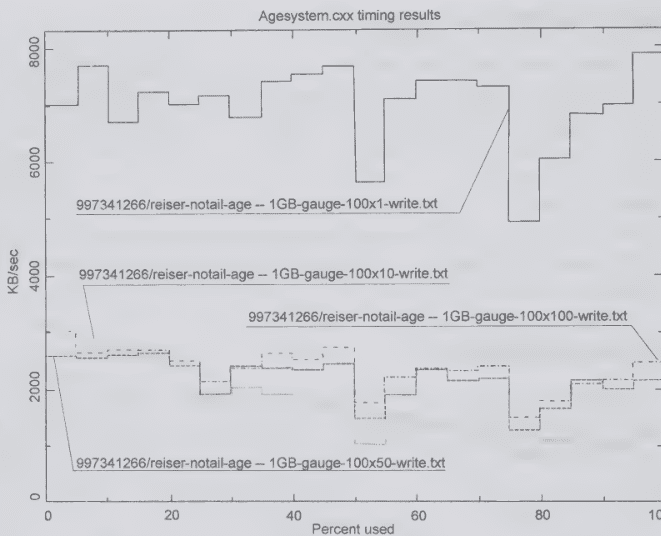 Agesystem.cxx timing results
8000
6000
4000
2000
0
KB/sec
997341266/reiser-notail-age -- 1GB-gauge-100x1-write.txt
997341266/reiser-notail-age -- 1GB-gauge-100x10-write.txt
997341266/reiser-notail-age -- 1GB-gauge-100x100-write.txt
997341266/reiser-notail-age -- 1GB-gauge-100x50-write.txt
0 20 40 60 80 100
Percent used